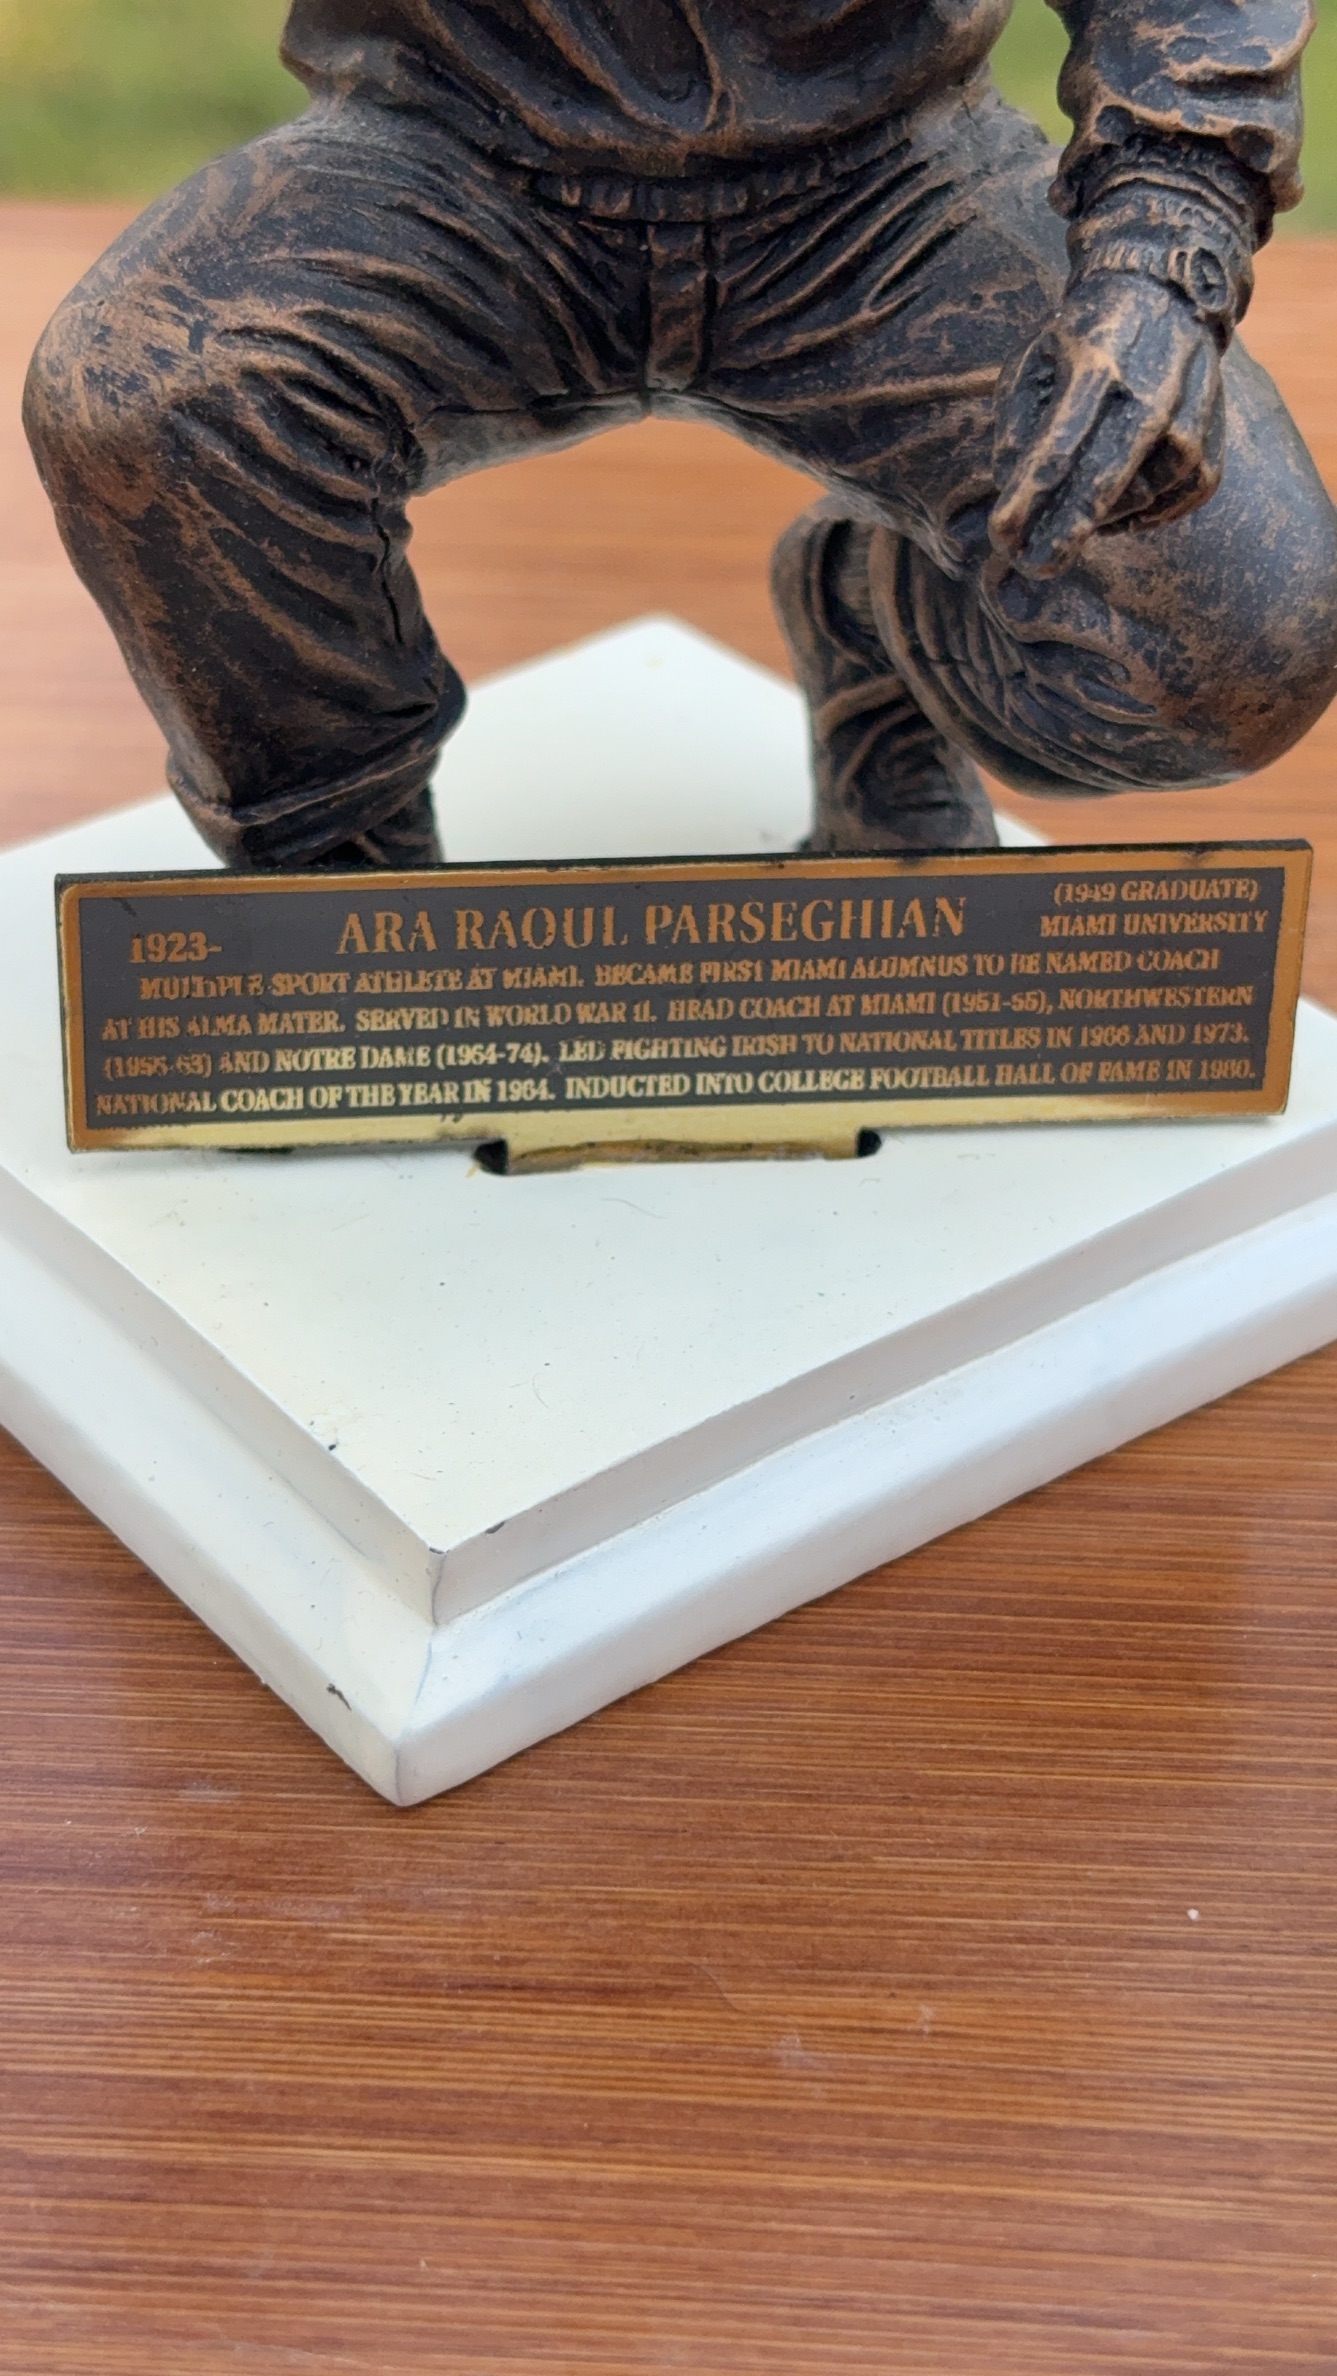 (1949 GRADUATE)
1923- ARA RAOUL PARSEGHIAN MIAMI UNIVERSITY
MULTIPLE SPORT ATHLETE AT MIAMI. BECAME FIRST MIAMI ALUMNUS TO BE NAMED COACH
AT HIS ALMA MATER. SERVED IN WORLD WAR II. HEAD COACH AT MIAMI (1951-55), NORTHWESTERN
(1956-63) AND NOTRE DAME (1964-74). LED FIGHTING IRISH TO NATIONAL TITLES IN 1966 AND 1973.
NATIONAL COACH OF THE YEAR IN 1964. INDUCTED INTO COLLEGE FOOTBALL HALL OF FAME IN 1980.